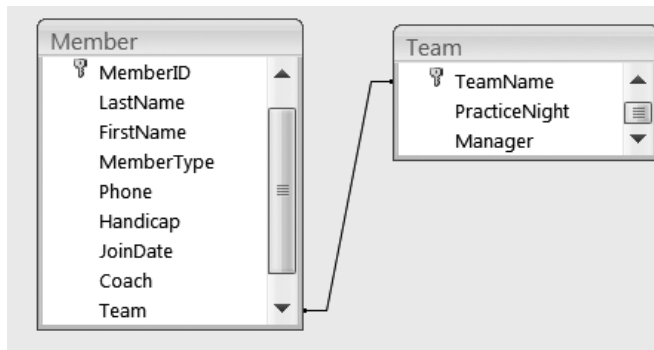 Member
MemberID
LastName
FirstName
MemberType
Phone
Handicap
JoinDate
Coach
Team
Team
TeamName
PracticeNight
Manager